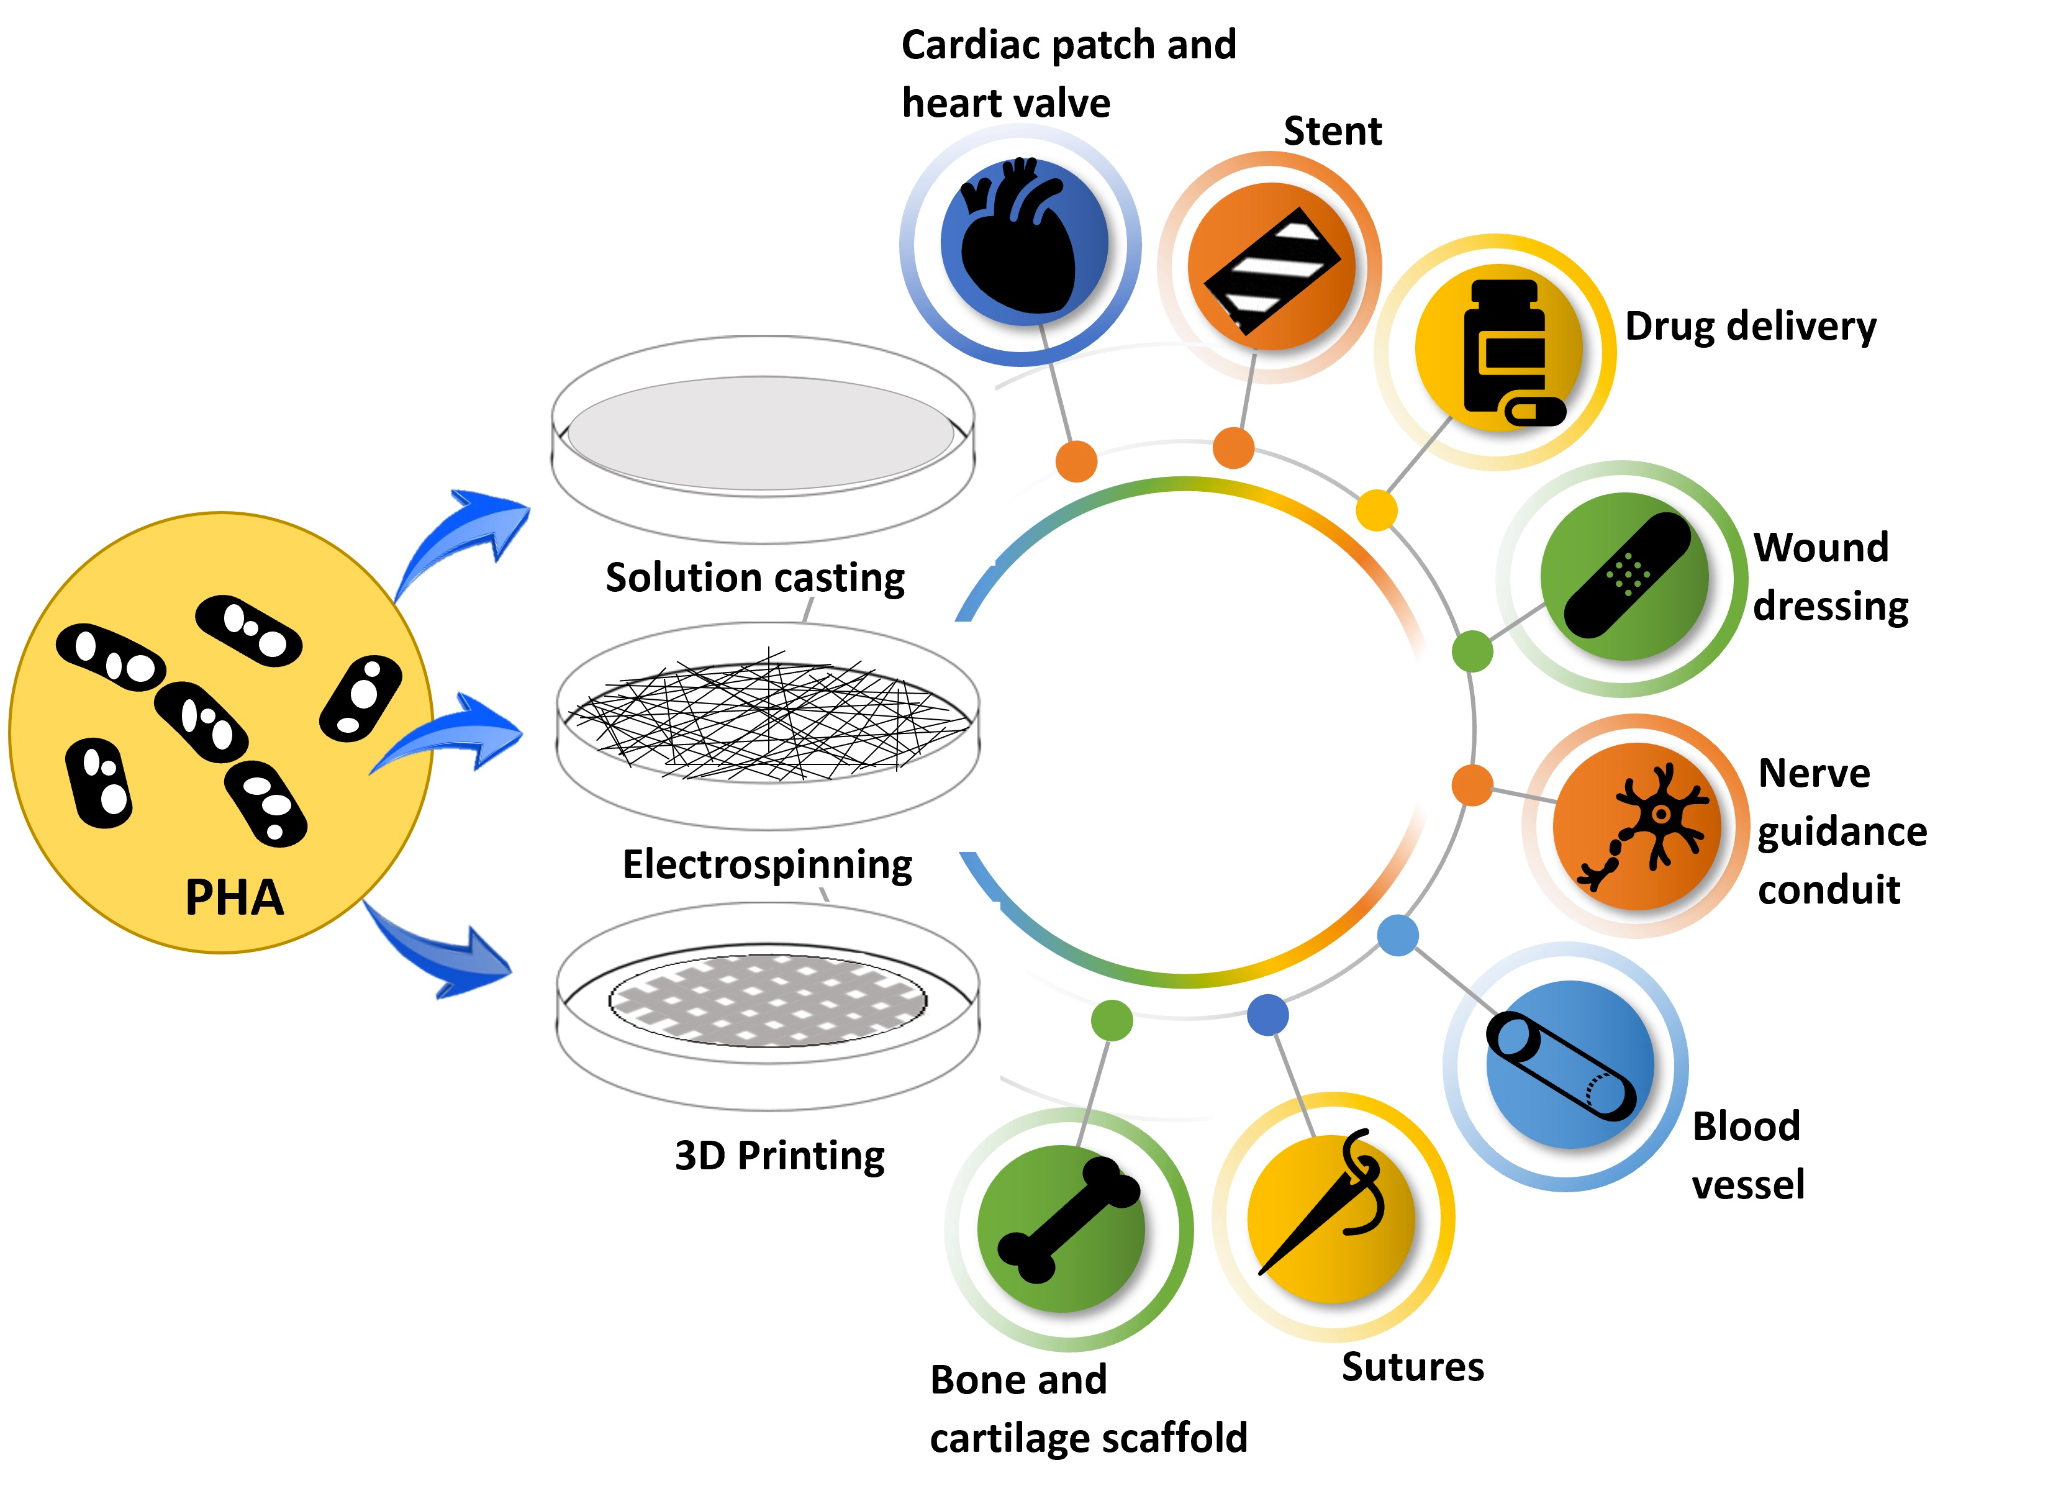 Cardiac patch and
heart valve
Stent
Drug delivery
Wound
dressing
Nerve
guidance
conduit
Blood
vessel
Sutures
Bone and
cartilage scaffold
Solution casting
Electrospinning
3D Printing
PHA